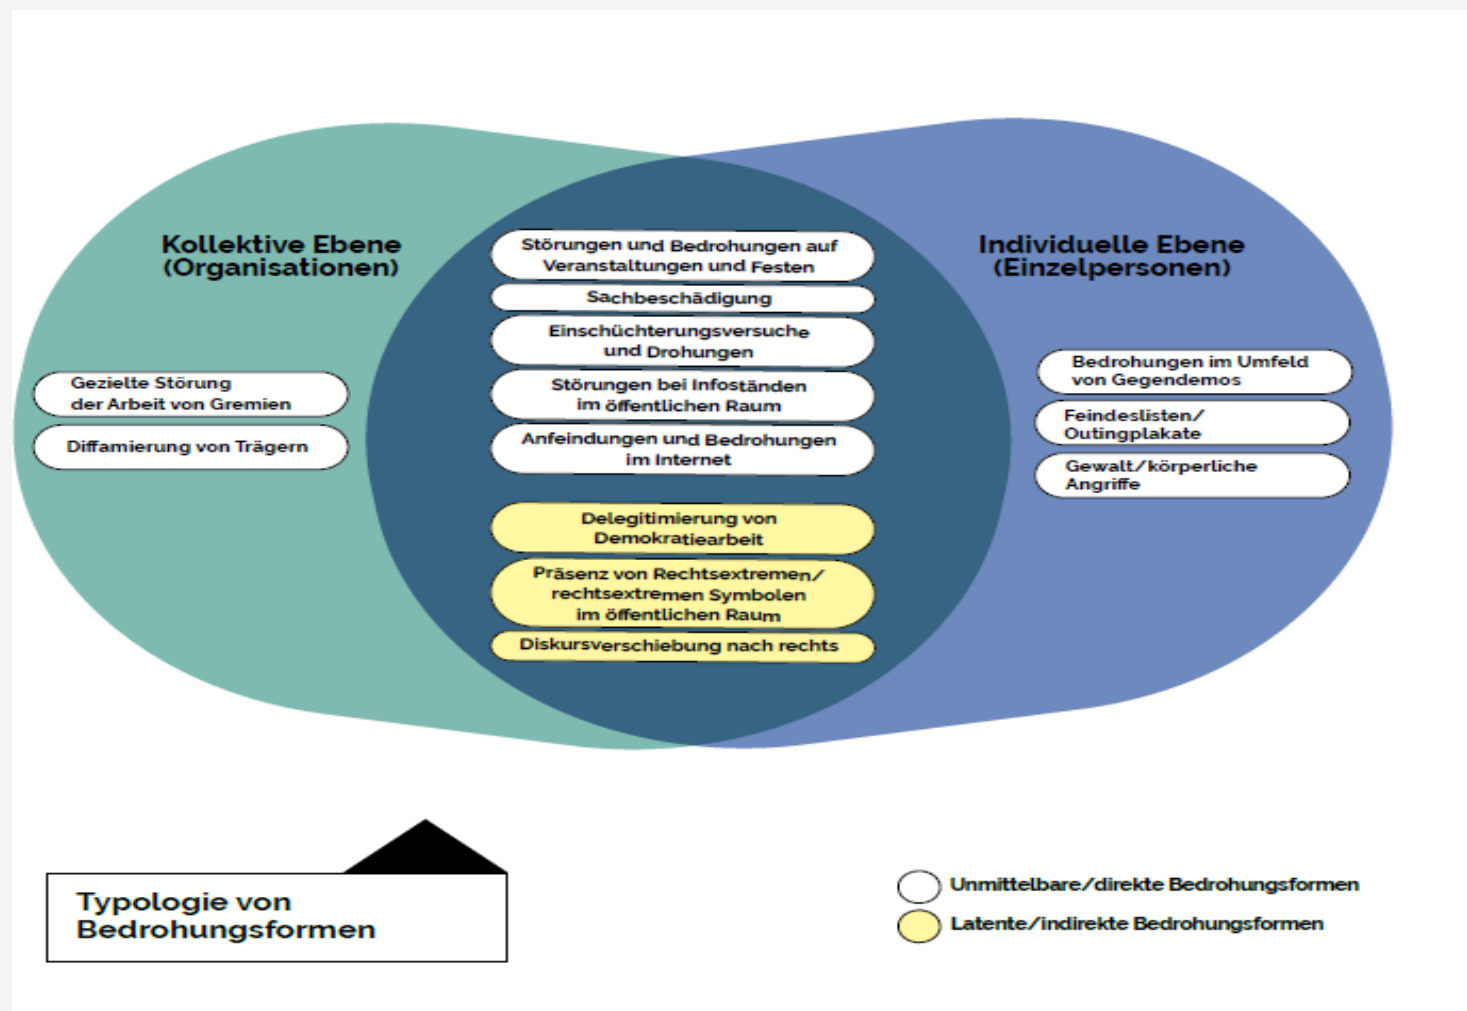 Kollektive Ebene
(Organisationen)
Gezielte Störung
der Arbeit von Gremien
Diffamierung von Trägern
Störungen und Bedrohungen auf
Veranstaltungen und Festen
Sachbeschädigung
Einschüchterungsversuche
und Drohungen
Störungen bei Infoständen
im öffentlichen Raum
Anfeindungen und Bedrohungen
im Internet
Delegitimierung von
Demokratiearbeit
Präsenz von Rechtsextremen/
rechtsextremen Symbolen
im öffentlichen Raum
Diskursverschiebung nach rechts
Individuelle Ebene
(Einzelpersonen)
Bedrohungen im Umfeld
von Gegendemos
Feindeslisten/
Outingplakate
Gewalt/körperliche
Angriffe
Typologie von
Bedrohungsformen
Unmittelbare/direkte Bedrohungsformen
Latente/indirekte Bedrohungsformen